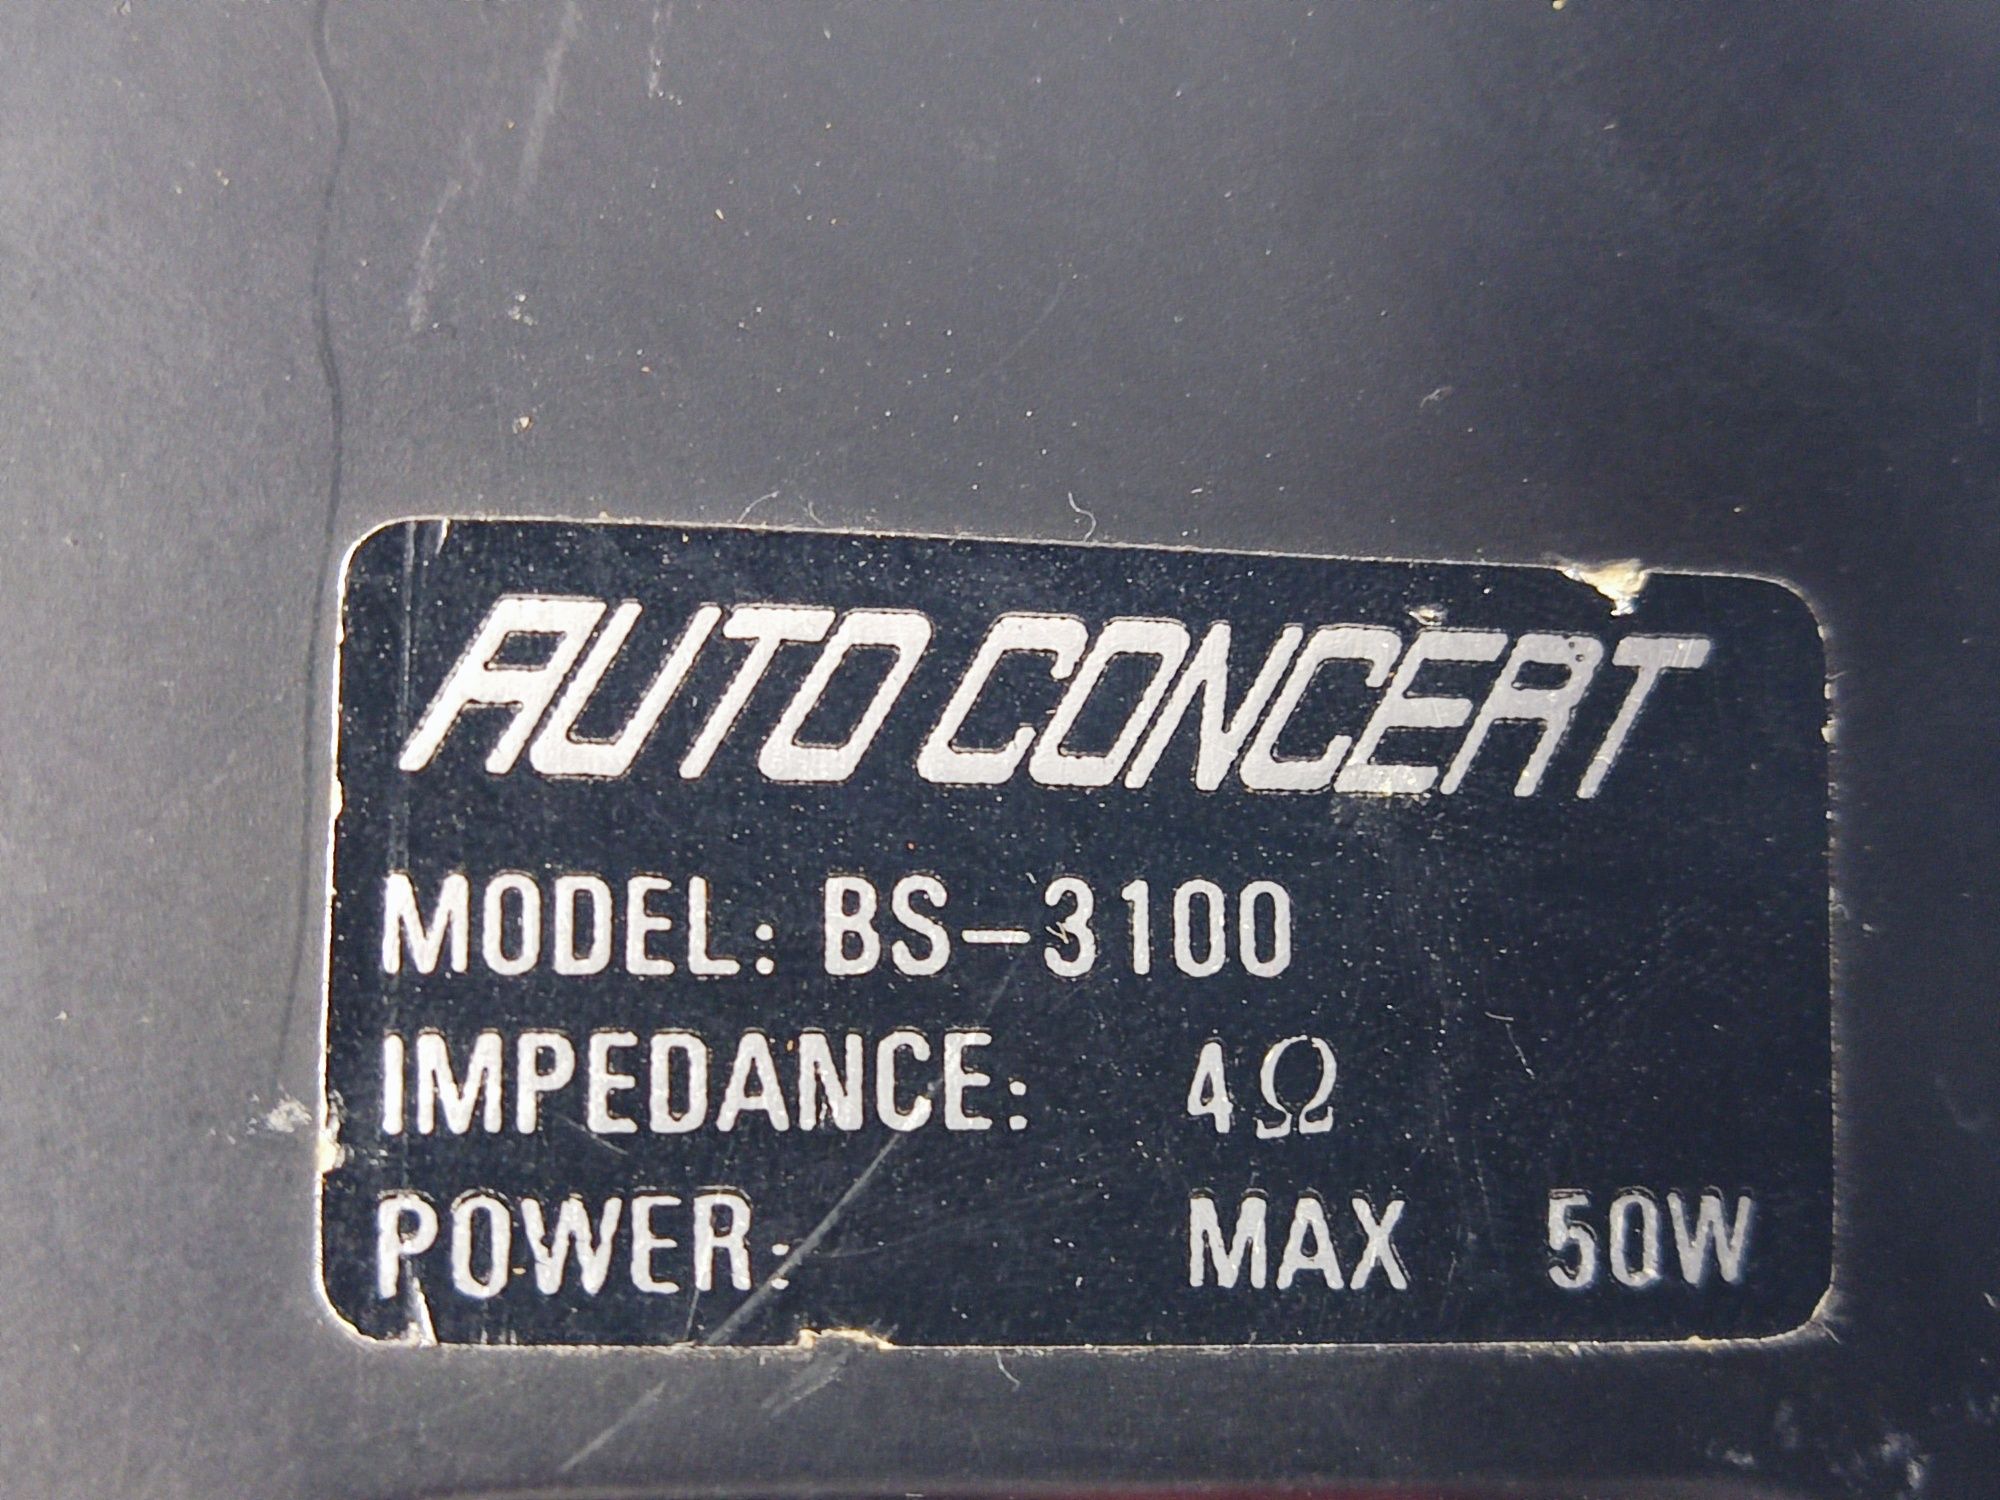 AUTO CONCERT
MODEL: BS-3100
IMPEDANCE: 4Ω
POWER: MAX 50W